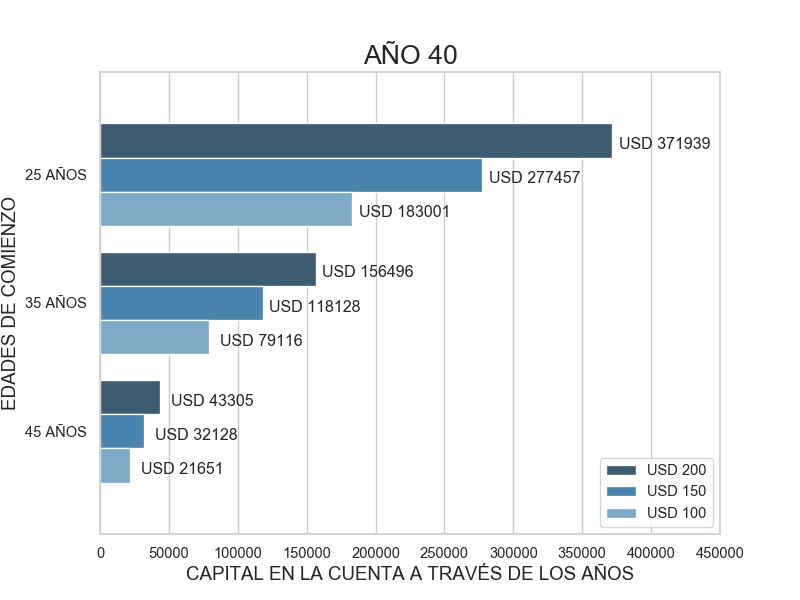 AÑO 40
EDADES DE COMIENZO
25 AÑOS
USD 371939
USD 277457
USD 183001
35 AÑOS
USD 156496
USD 118128
USD 79116
45 AÑOS
USD 43305
USD 32128
USD 21651
USD 200
USD 150
USD 100
0 50000 100000 150000 200000 250000 300000 350000 400000 450000
CAPITAL EN LA CUENTA A TRAVÉS DE LOS AÑOS